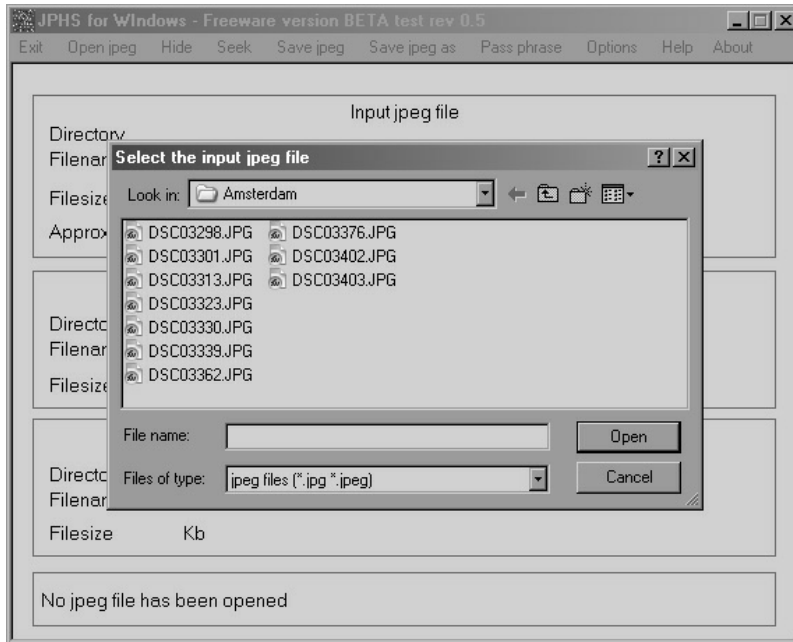 JPHS for WIndows - Freeware version BETA test rev 0.5
Exit Open jpeg Hide Seek Save jpeg Save jpeg as Pass phrase Options Help About
Input jpeg file
Directory
Filenar
Filesize
Approx
Select the input jpeg file
Look in: Amsterdam
DSC03298.JPG DSC03376.JPG
DSC03301.JPG DSC03402.JPG
DSC03313.JPG DSC03403.JPG
DSC03323.JPG
DSC03330.JPG
DSC03339.JPG
DSC03362.JPG
File name:
Open
Files of type: jpeg files (*.jpg *.jpeg)
Cancel
Directo
Filenar
Filesize
Directo
Filenar
Filesize Kb
No jpeg file has been opened